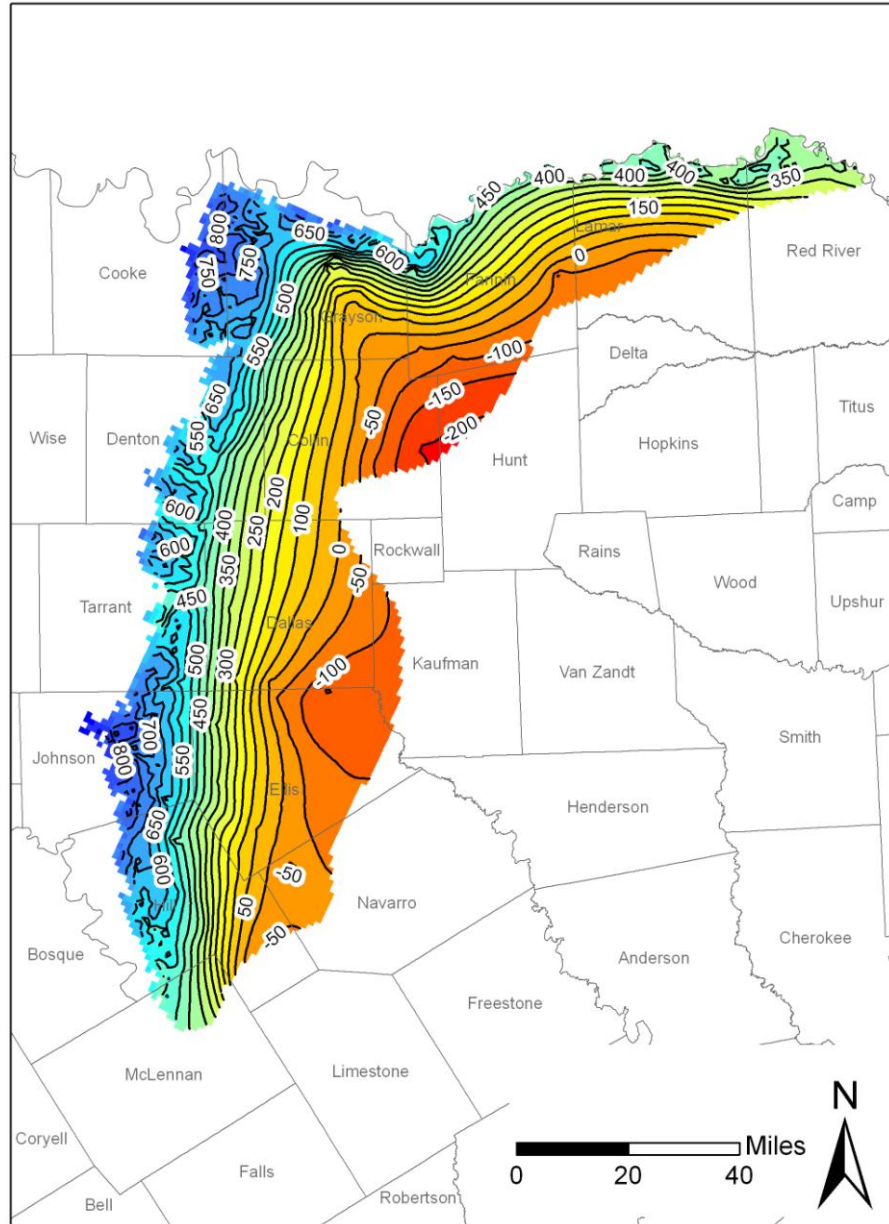 800
650
750
750
600
450
400
400
400
350
150
Lamar
0
Red River
Cooke
500
Fannin
Grayson
550
-100
Delta
650
-150
-50
Titus
Wise
Denton
550
Collin
-200
Hopkins
Hunt
200
600
400
250
100
Camp
600
0
Rockwall
Rains
350
-50
Wood
450
Upshur
Tarrant
Dallas
500
300
Kaufman
Van Zandt
-100
450
700
Smith
Johnson
800
550
Ellis
Henderson
650
600
-50
Hill
50
Navarro
-50
Cherokee
Bosque
Anderson
Freestone
McLennan
Limestone
N
Coryell
Miles
0 20 40
Falls
Bell
Robertson